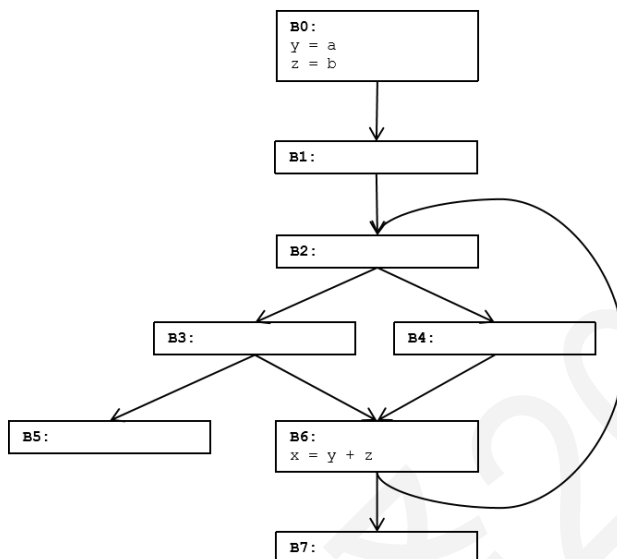 B0:
y = a
z = b
B1:
B2:
B3:
B4:
B5:
B6:
x = y + z
B7: